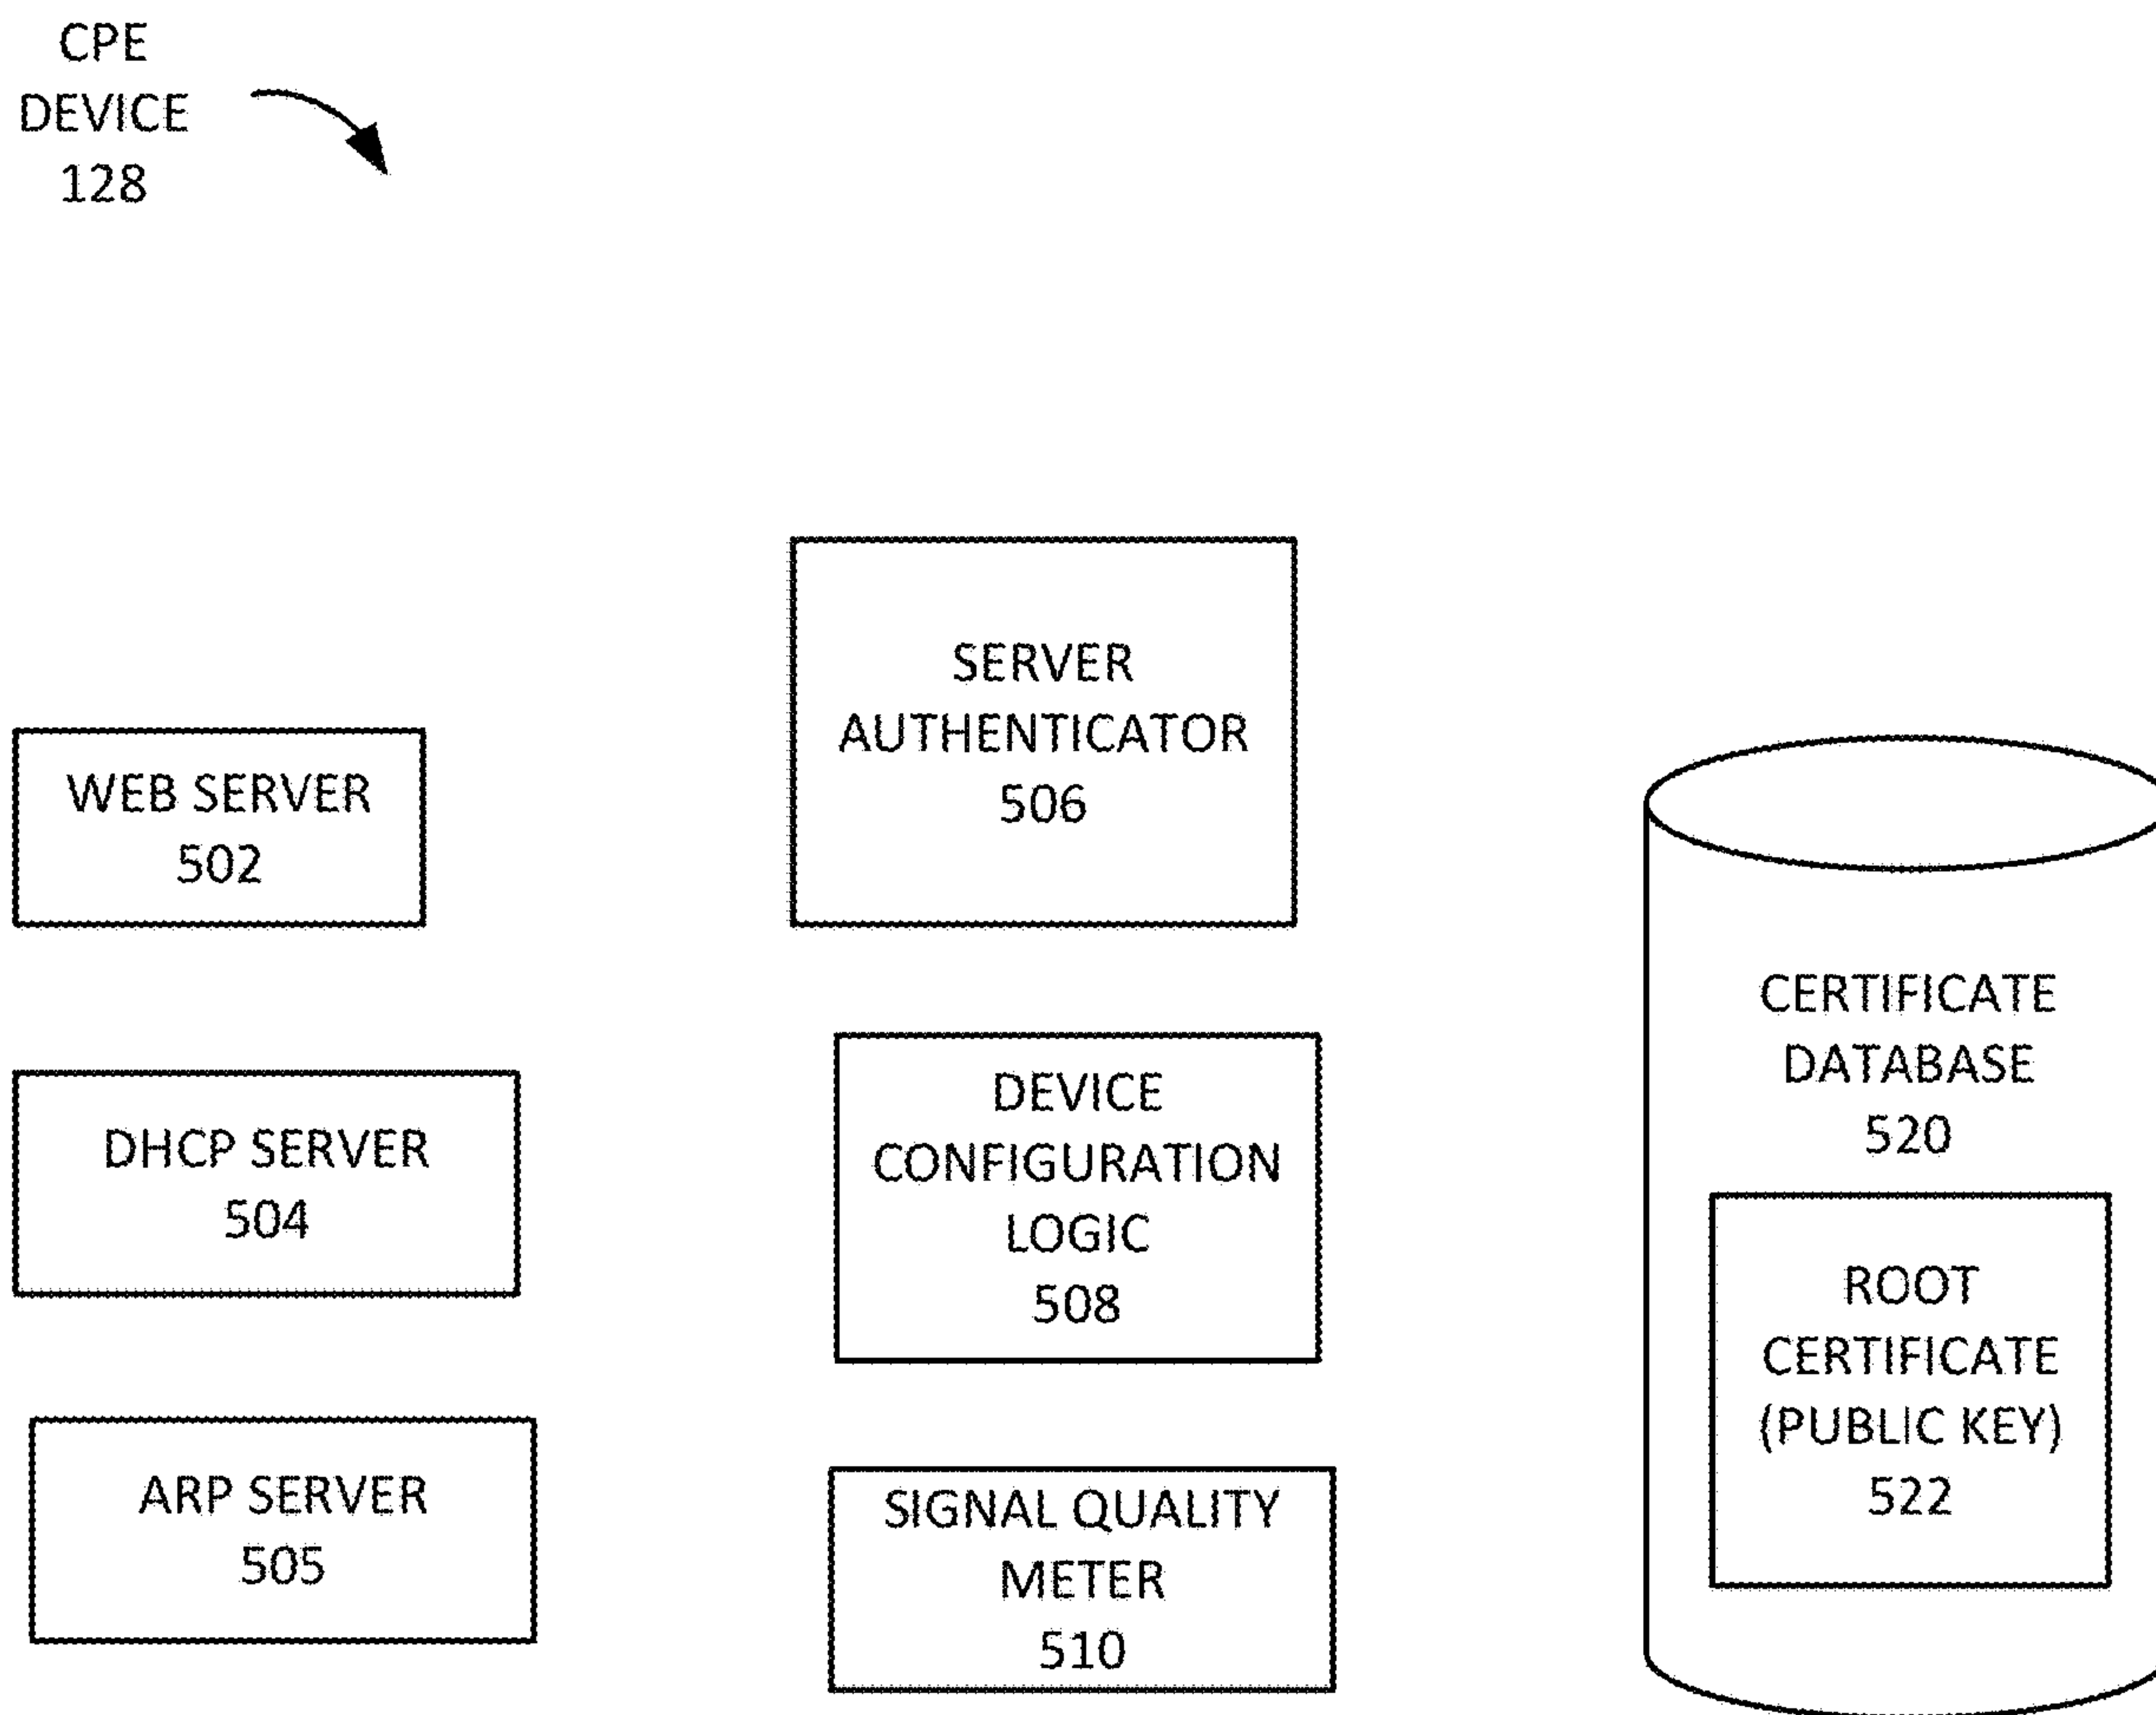 CPE
DEVICE
128
WEB SERVER
502
DHCP SERVER
504
ARP SERVER
505
SERVER
AUTHENTICATOR
506
DEVICE
CONFIGURATION
LOGIC
508
SIGNAL QUALITY
METER
510
CERTIFICATE
DATABASE
520
ROOT
CERTIFICATE
(PUBLIC KEY)
522